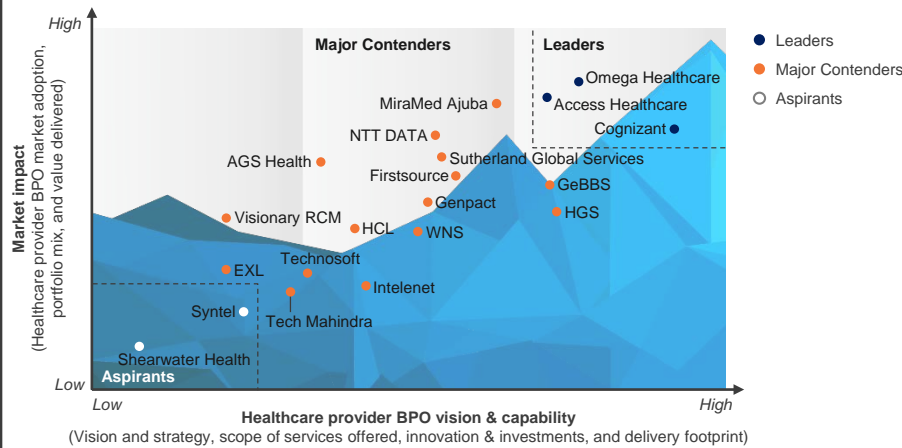 High
Major Contenders
Leaders
Leaders
Omega Healthcare
Major Contenders
MiraMed Ajuba
Access Healthcare
Aspirants
NTT DATA
Cognizant
AGS Health
Sutherland Global Services
Firstsource
GeBBS
Genpact
HGS
Visionary RCM
HCL
WNS
Technosoft
EXL
Intelenet
Syntel
Tech Mahindra
Shearwater Health
Aspirants
Market impact
(Healthcare provider BPO market adoption,
portfolio mix, and value delivered)
Low
Low
High
Healthcare provider BPO vision & capability
(Vision and strategy, scope of services offered, innovation & investments, and delivery footprint)